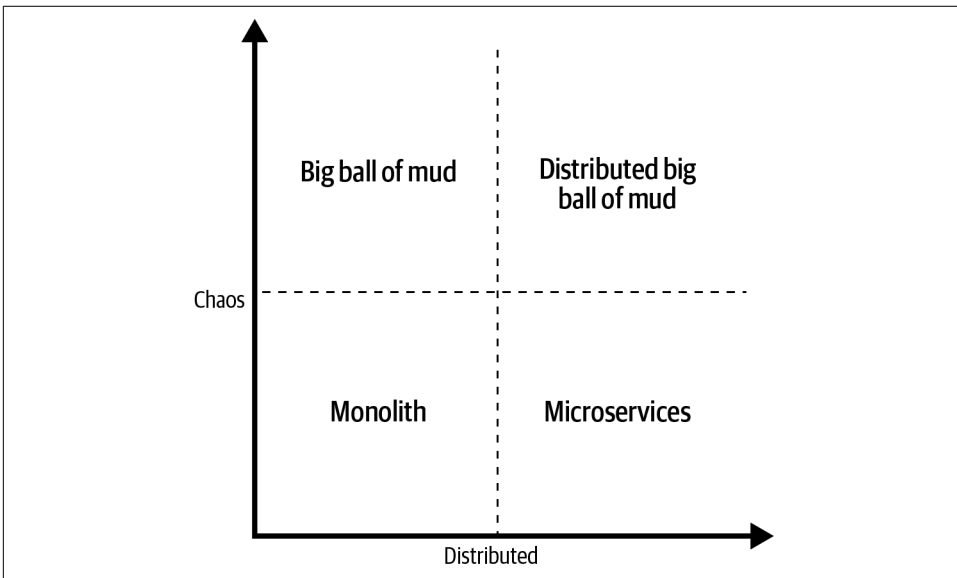 Big ball of mud
Distributed big
ball of mud
Chaos
Monolith
Microservices
Distributed